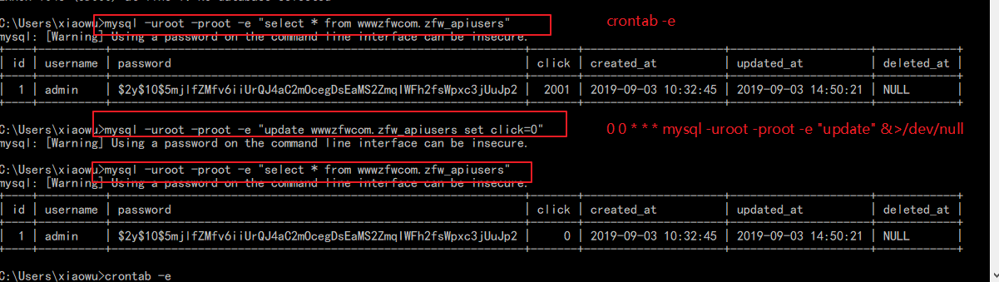 C:\Users\xiaowu>mysql -uroot -proot -e "select * from wwwzfwcom.zfw_apiusers"
crontab -e
mysql: [Warning] Using a password on the command line interface can be insecure.
| id | username | password | click | created_at | updated_at | deleted_at |
| 1 | admin | $2y$10$5mjlfZMfv6iiUrQJ4aC2mOcegDsEaMS2ZmqIWFh2fsWpxc3jUuJp2 | 2001 | 2019-09-03 10:32:45 | 2019-09-03 14:50:21 | NULL |
C:\Users\xiaowu>mysql -uroot -proot -e "update wwwzfwcom.zfw_apiusers set click=0"
0 0 * * * mysql -uroot -proot -e "update" &>/dev/null
mysql: [Warning] Using a password on the command line interface can be insecure.
C:\Users\xiaowu>mysql -uroot -proot -e "select * from wwwzfwcom.zfw_apiusers"
mysql: [Warning] Using a password on the command line interface can be insecure.
| id | username | password | click | created_at | updated_at | deleted_at |
| 1 | admin | $2y$10$5mjlfZMfv6iiUrQJ4aC2mOcegDsEaMS2ZmqIWFh2fsWpxc3jUuJp2 | 0 | 2019-09-03 10:32:45 | 2019-09-03 14:50:21 | NULL |
C:\Users\xiaowu>crontab -e